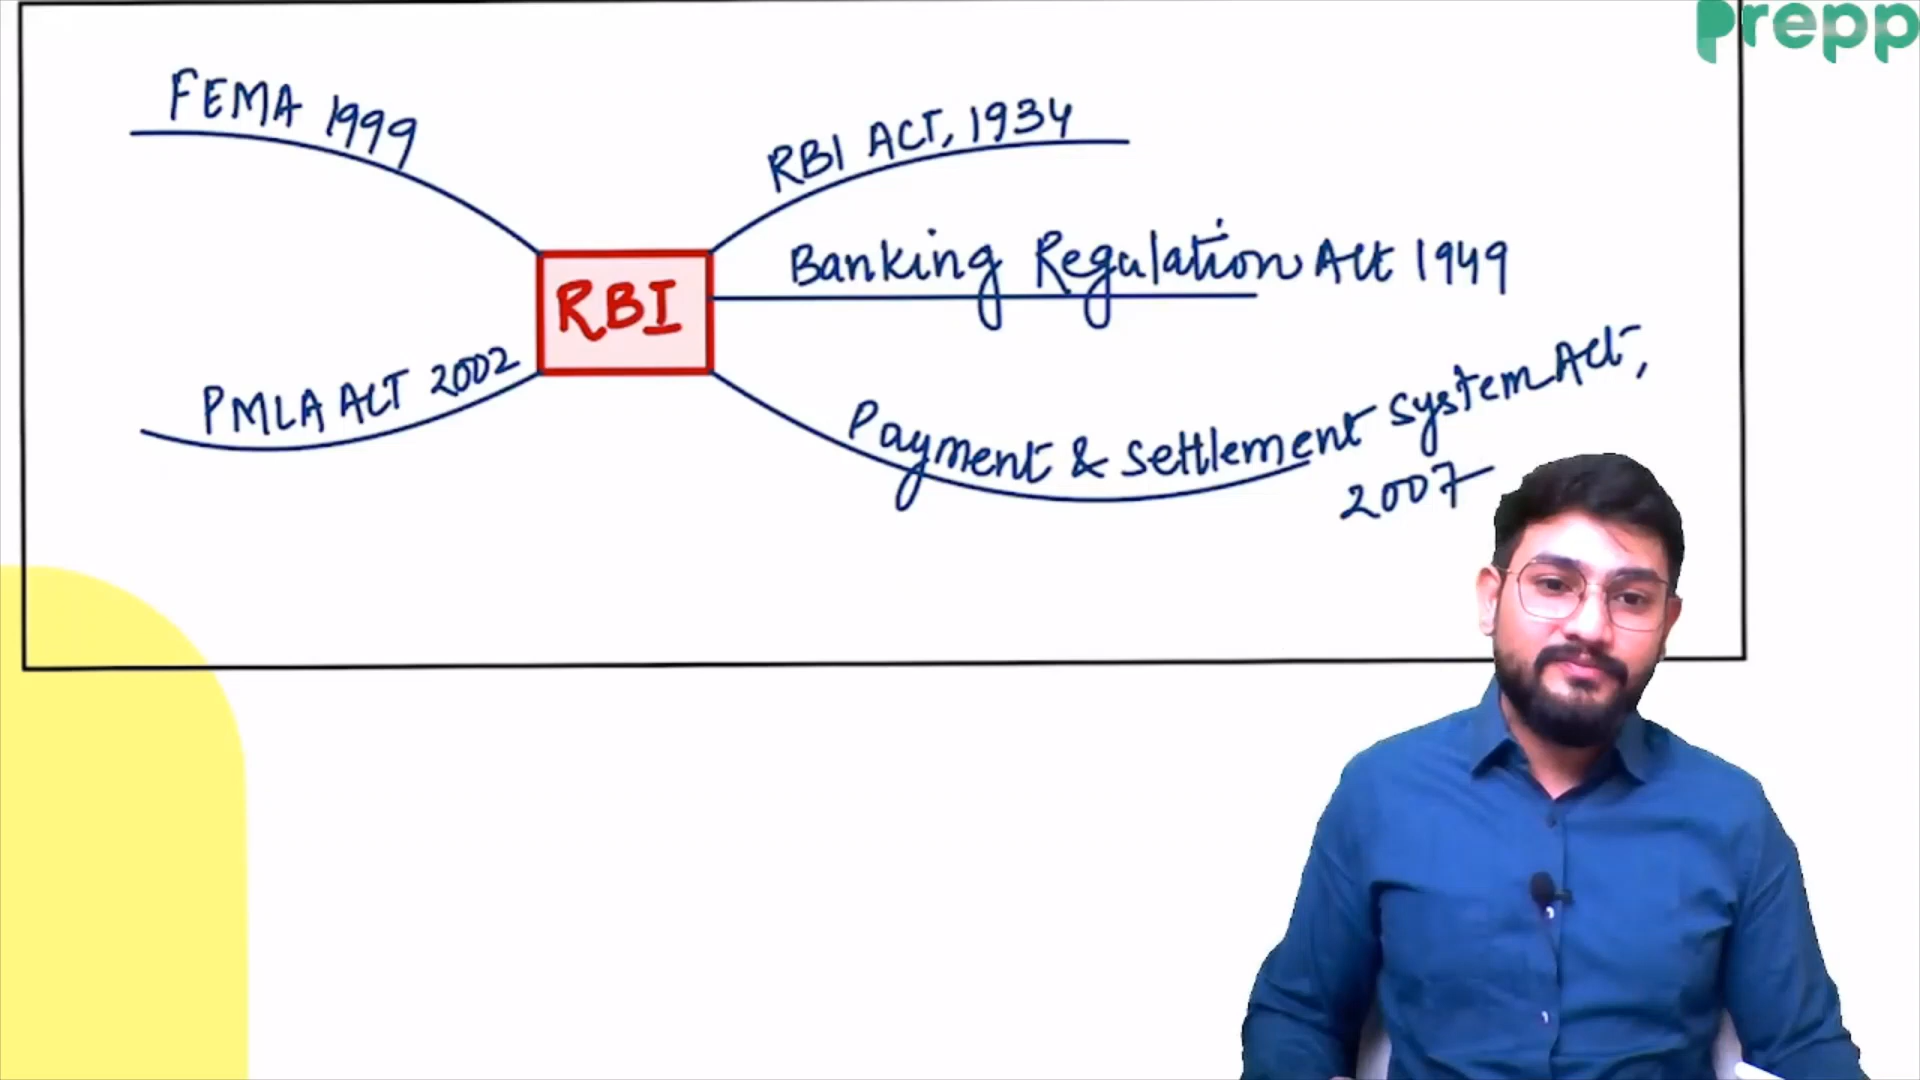 prepp
FEMA 1999
RBI ACT, 1934
Banking Regulation Act 1949
RBI
PMLA ACT 2002
Payment & Settlement System Act,
2007